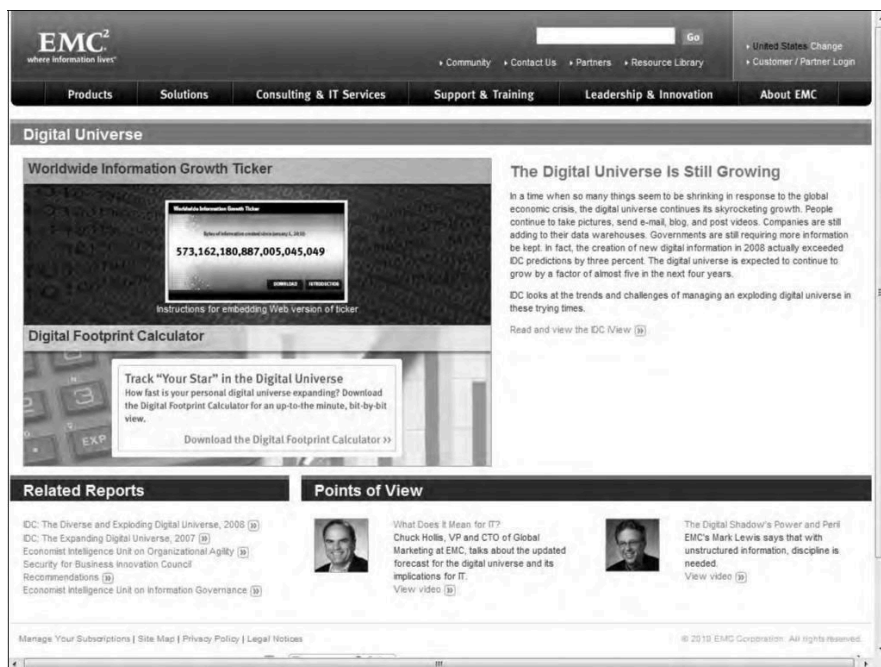 EMC²
where information lives®
Go
Community Contact Us Partners Resource Library
United States Change
Customer / Partner Login
Products Solutions Consulting & IT Services Support & Training Leadership & Innovation About EMC
Digital Universe
Worldwide Information Growth Ticker
Worldwide Information Growth Ticker
Bytes of information created since January 1, 2010
573,162,180,887,005,045,049
DOWNLOAD INTRODUCTION
Instructions for embedding Web version of ticker
Digital Footprint Calculator
3
EXP
Track "Your Star" in the Digital Universe
How fast is your personal digital universe expanding? Download
the Digital Footprint Calculator for an up-to-the minute, bit-by-bit
view.
Download the Digital Footprint Calculator »
The Digital Universe Is Still Growing
In a time when so many things seem to be shrinking in response to the global
economic crisis, the digital universe continues its skyrocketing growth. People
continue to take pictures, send e-mail, blog, and post videos. Companies are still
adding to their data warehouses. Governments are still requiring more information
be kept. In fact, the creation of new digital information in 2008 actually exceeded
IDC predictions by three percent. The digital universe is expected to continue to
grow by a factor of almost five in the next four years.
IDC looks at the trends and challenges of managing an exploding digital universe in
these trying times.
Read and view the IDC iView »
Related Reports
IDC: The Diverse and Exploding Digital Universe, 2008 »
IDC: The Expanding Digital Universe, 2007 »
Economist Intelligence Unit on Organizational Agility »
Security for Business Innovation Council
Recommendations »
Economist Intelligence Unit on Information Governance »
Points of View
What Does It Mean for IT?
Chuck Hollis, VP and CTO of Global
Marketing at EMC, talks about the updated
forecast for the digital universe and its
implications for IT.
View video »
The Digital Shadow's Power and Peril
EMC's Mark Lewis says that with
unstructured information, discipline is
needed.
View video »
Manage Your Subscriptions | Site Map | Privacy Policy | Legal Notices
© 2010 EMC Corporation. All rights reserved.